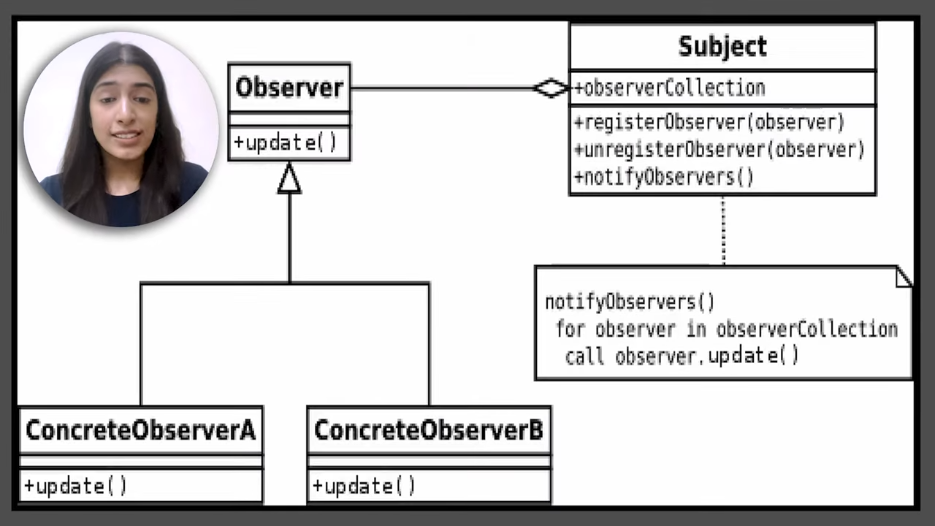 Observer
+update()
Subject
+observerCollection
+registerObserver(observer)
+unregisterObserver(observer)
+notifyObservers()
notifyObservers()
for observer in observerCollection
call observer.update()
ConcreteObserverA
+update()
ConcreteObserverB
+update()